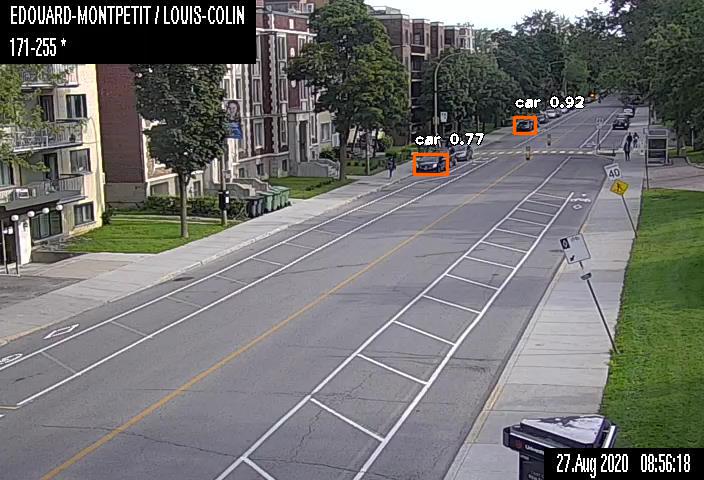 EDOUARD-MONTPETIT / LOUIS-COLIN
171-255 *
car 0.92
car 0.77
40
27.Aug 2020 08:56:18